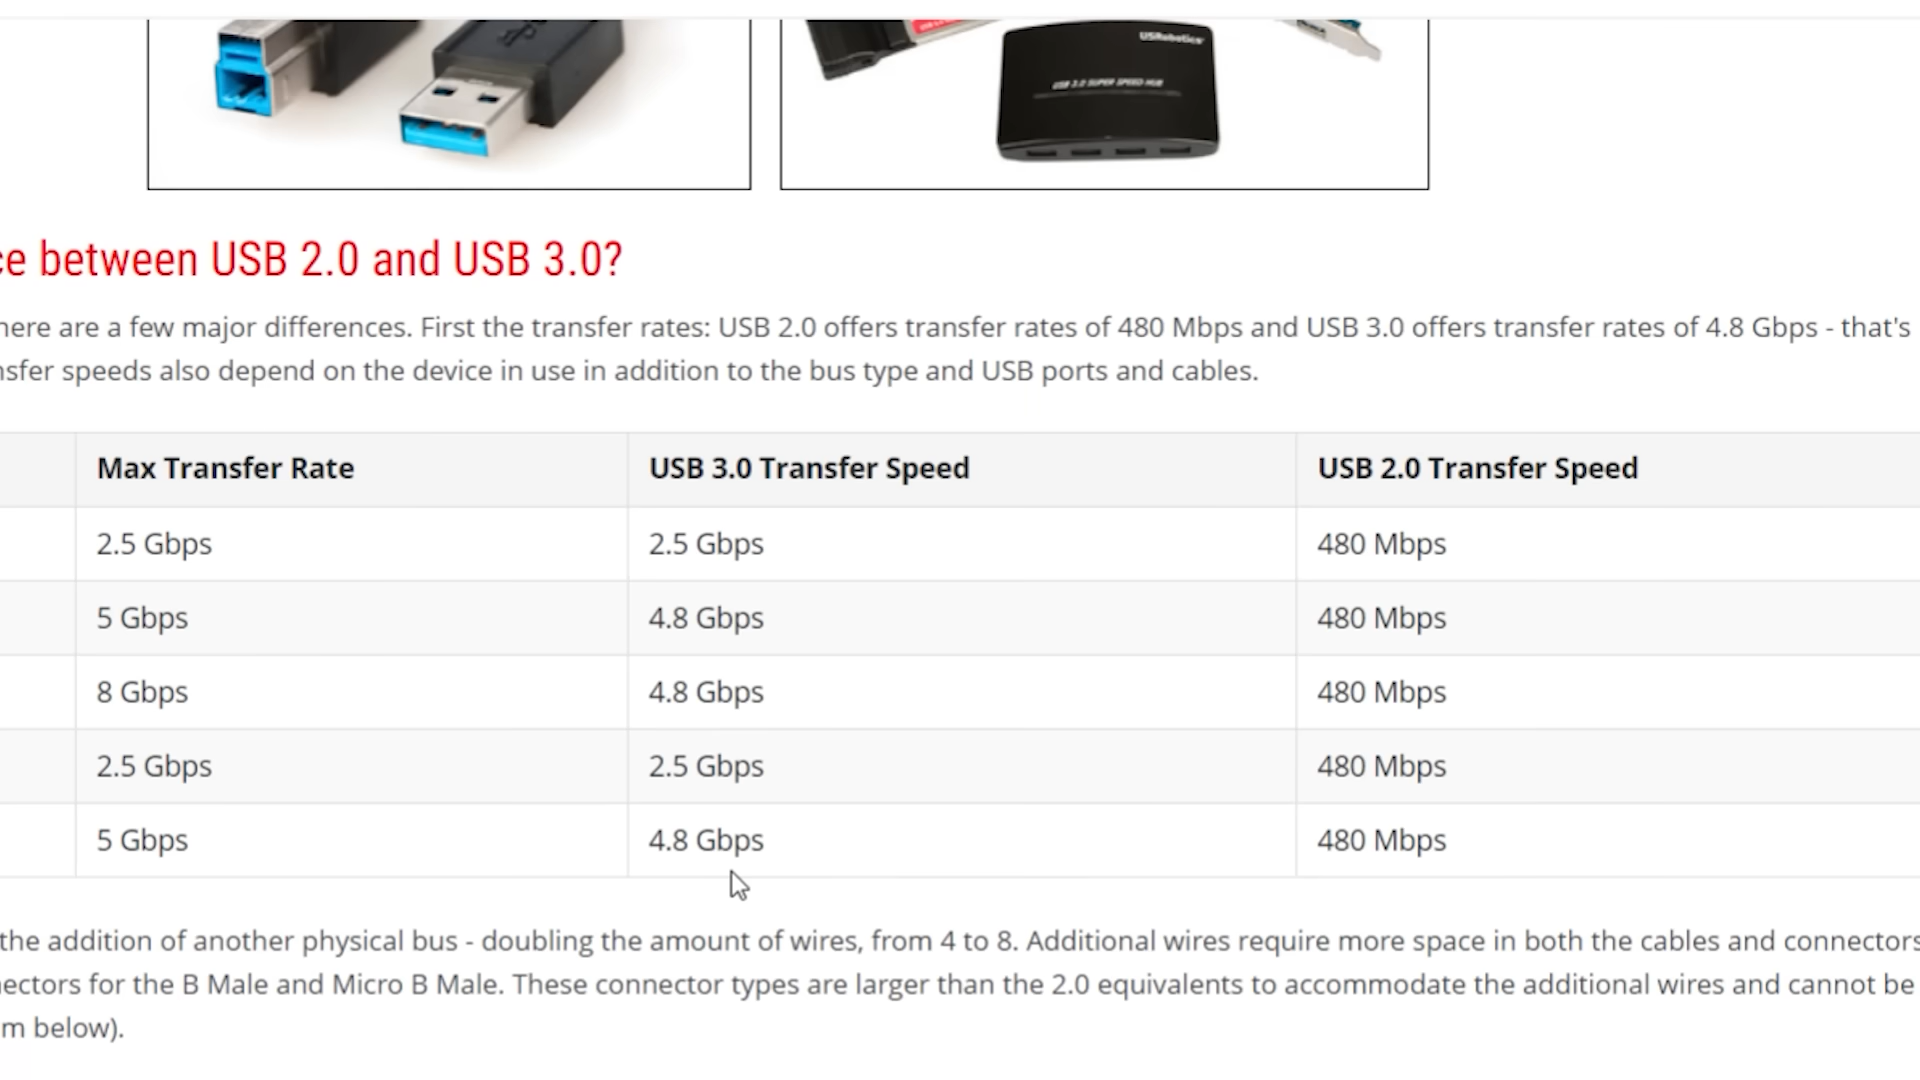 USRobotics
USB 3.0 SUPER SPEED HUB
ce between USB 2.0 and USB 3.0?
here are a few major differences. First the transfer rates: USB 2.0 offers transfer rates of 480 Mbps and USB 3.0 offers transfer rates of 4.8 Gbps - that's
nsfer speeds also depend on the device in use in addition to the bus type and USB ports and cables.
Max Transfer Rate USB 3.0 Transfer Speed USB 2.0 Transfer Speed
2.5 Gbps 2.5 Gbps 480 Mbps
5 Gbps 4.8 Gbps 480 Mbps
8 Gbps 4.8 Gbps 480 Mbps
2.5 Gbps 2.5 Gbps 480 Mbps
5 Gbps 4.8 Gbps 480 Mbps
the addition of another physical bus - doubling the amount of wires, from 4 to 8. Additional wires require more space in both the cables and connectors
nectors for the B Male and Micro B Male. These connector types are larger than the 2.0 equivalents to accommodate the additional wires and cannot be
m below).